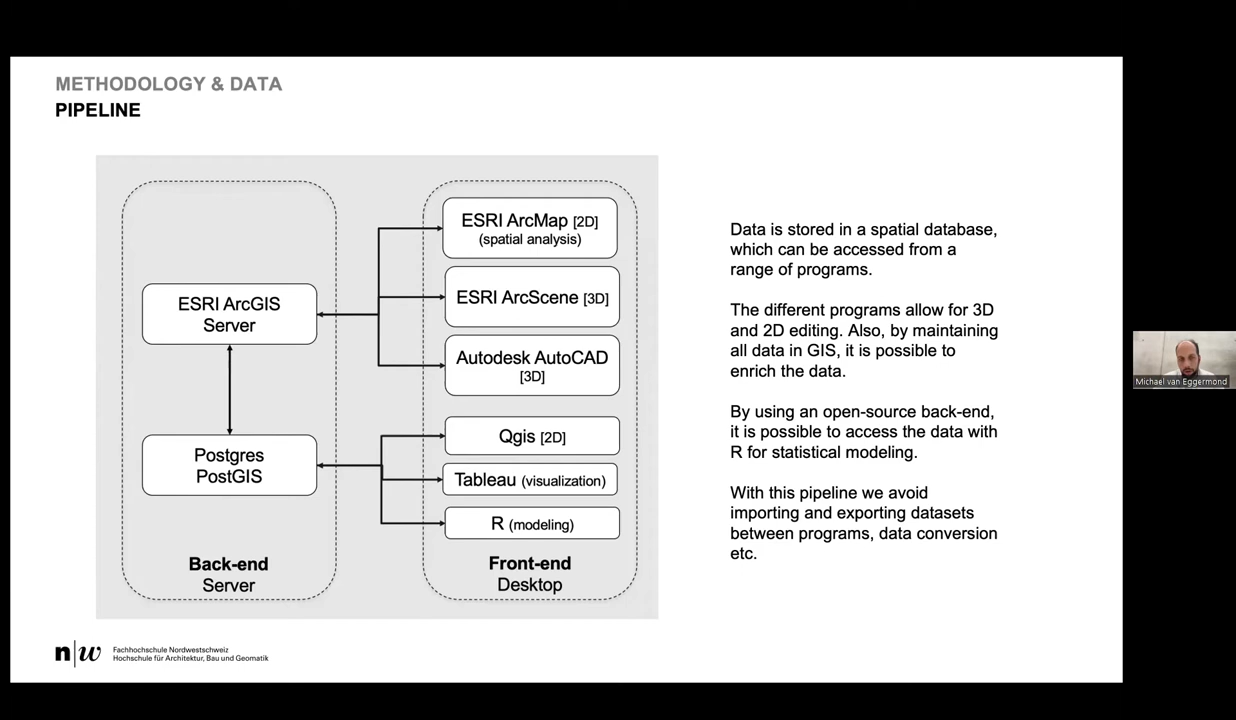 METHODOLOGY & DATA
PIPELINE
ESRI ArcGIS
Server
Postgres
PostGIS
Back-end
Server
ESRI ArcMap [2D]
(spatial analysis)
ESRI ArcScene [3D]
Autodesk AutoCAD
[3D]
Qgis [2D]
Tableau (visualization)
R (modeling)
Front-end
Desktop
Data is stored in a spatial database,
which can be accessed from a
range of programs.
The different programs allow for 3D
and 2D editing. Also, by maintaining
all data in GIS, it is possible to
enrich the data.
By using an open-source back-end,
it is possible to access the data with
R for statistical modeling.
With this pipeline we avoid
importing and exporting datasets
between programs, data conversion
etc.
n|w
Fachhochschule Nordwestschweiz
Hochschule für Architektur, Bau und Geomatik
Michael van Eggermond